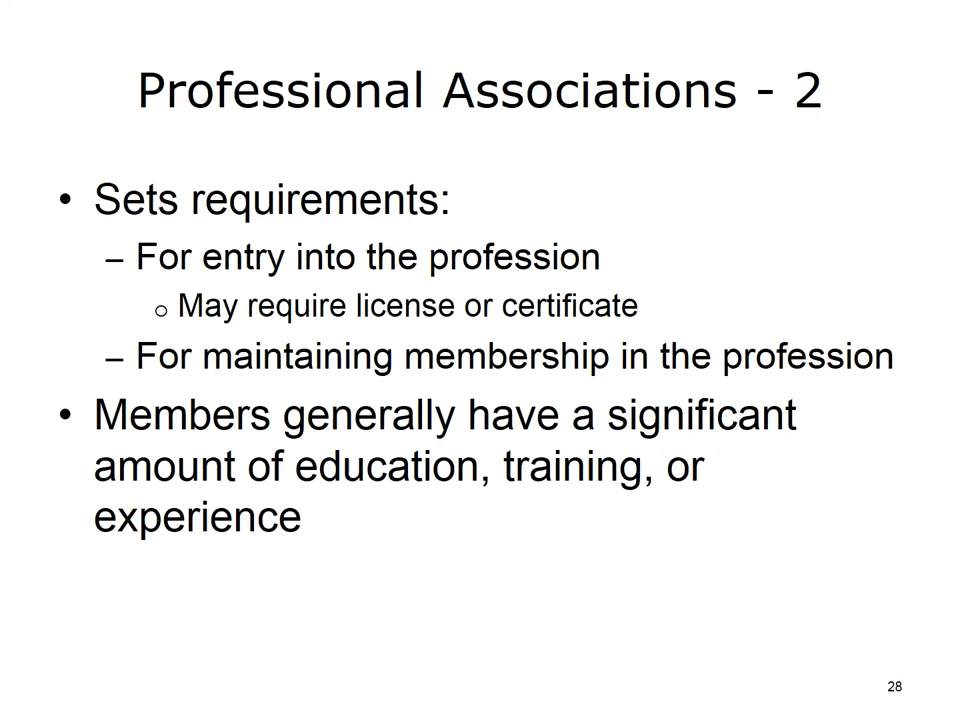 Professional Associations - 2
• Sets requirements:
– For entry into the profession
o May require license or certificate
– For maintaining membership in the profession
• Members generally have a significant
amount of education, training, or
experience
28